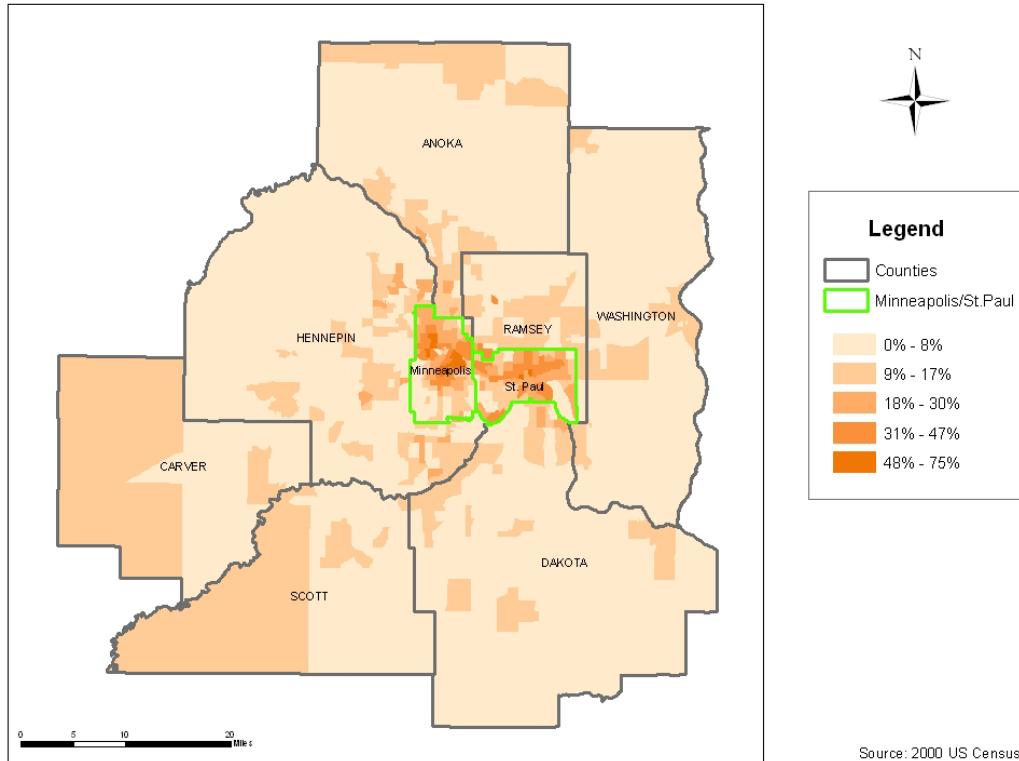 N
ANOKA
HENNEPIN
RAMSEY
WASHINGTON
Minneapolis
St. Paul
CARVER
SCOTT
DAKOTA
0 5 10 20
Miles
Legend
Counties
Minneapolis/St.Paul
0% - 8%
9% - 17%
18% - 30%
31% - 47%
48% - 75%
Source: 2000 US Census